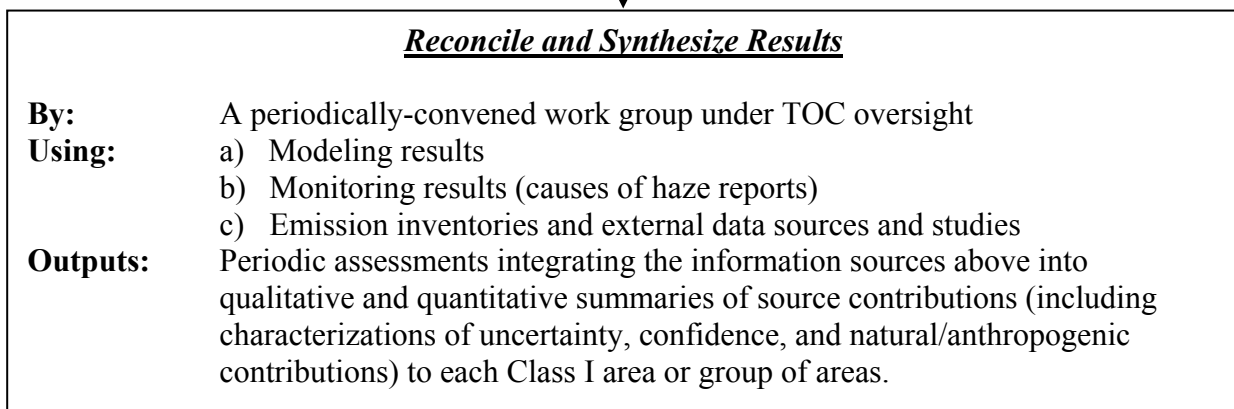 Reconcile and Synthesize Results
By: A periodically-convened work group under TOC oversight
Using: a) Modeling results
b) Monitoring results (causes of haze reports)
c) Emission inventories and external data sources and studies
Outputs: Periodic assessments integrating the information sources above into
qualitative and quantitative summaries of source contributions (including
characterizations of uncertainty, confidence, and natural/anthropogenic
contributions) to each Class I area or group of areas.